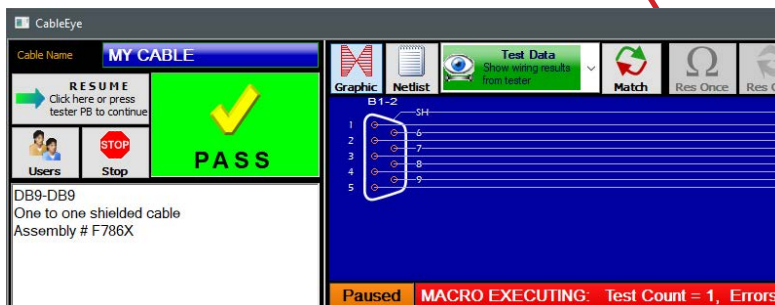 CableEye
Cable Name MY CABLE
RESUME
Click here or press
tester PB to continue
Users
Stop
PASS
DB9-DB9
One to one shielded cable
Assembly # F786X
Graphic
Netlist
Test Data
Show wiring results
from tester
Match
Ω
Res Once
Res
B1-2
SH
1
6
2
7
3
8
4
9
5
Paused
MACRO EXECUTING: Test Count = 1, Errors